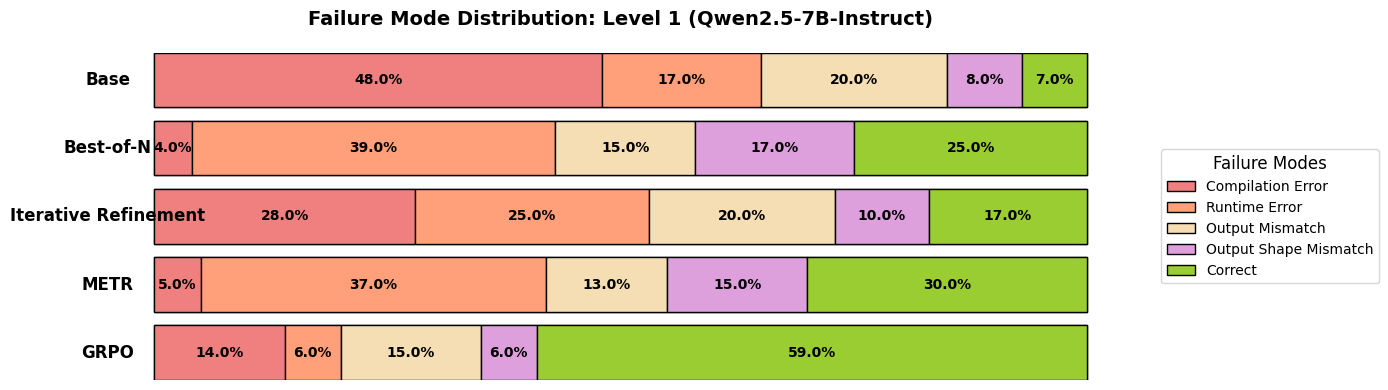 Failure Mode Distribution: Level 1 (Qwen2.5-7B-Instruct)
Base 48.0% 17.0% 20.0% 8.0% 7.0%
Best-of-N 4.0% 39.0% 15.0% 17.0% 25.0%
Iterative Refinement 28.0% 25.0% 20.0% 10.0% 17.0%
METR 5.0% 37.0% 13.0% 15.0% 30.0%
GRPO 14.0% 6.0% 15.0% 6.0% 59.0%
Failure Modes
Compilation Error
Runtime Error
Output Mismatch
Output Shape Mismatch
Correct